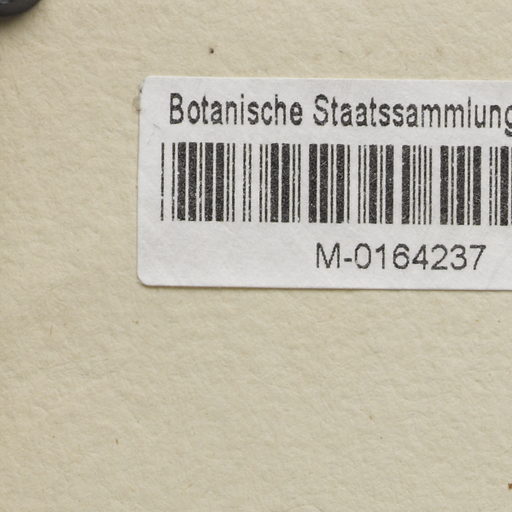 Botanische Staatssammlung
M-0164237